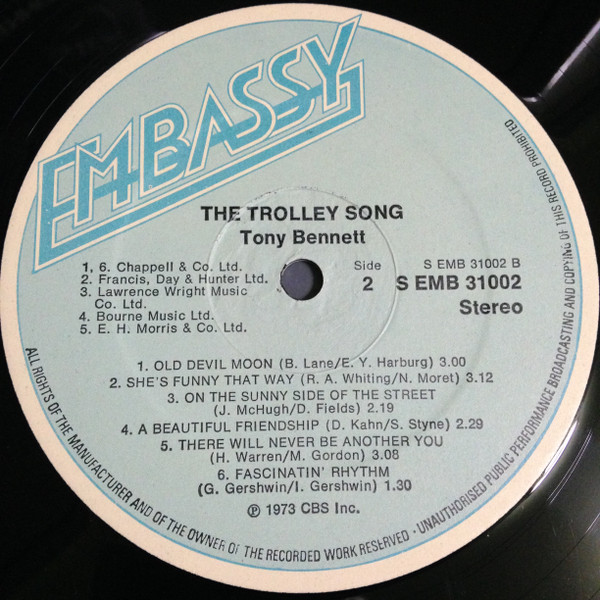 EMBASSY
THE TROLLEY SONG
Tony Bennett
1, 6. Chappell & Co. Ltd.
2. Francis, Day & Hunter Ltd.
3. Lawrence Wright Music
Co. Ltd.
4. Bourne Music Ltd.
5. E. H. Morris & Co. Ltd.
Side
2
S EMB 31002 B
S EMB 31002
Stereo
1. OLD DEVIL MOON (B. Lane/E. Y. Harburg) 3.00
2. SHE'S FUNNY THAT WAY (R. A. Whiting/N. Moret) 3.12
3. ON THE SUNNY SIDE OF THE STREET
(J. McHugh/D. Fields) 2.19
4. A BEAUTIFUL FRIENDSHIP (D. Kahn/S. Styne) 2.29
5. THERE WILL NEVER BE ANOTHER YOU
(H. Warren/M. Gordon) 3.08
6. FASCINATIN' RHYTHM
(G. Gershwin/I. Gershwin) 1.30
℗ 1973 CBS Inc.
ALL RIGHTS OF THE MANUFACTURER AND OF THE OWNER OF THE RECORDED WORK RESERVED · UNAUTHORISED PUBLIC PERFORMANCE BROADCASTING AND COPYING OF THIS RECORD PROHIBITED